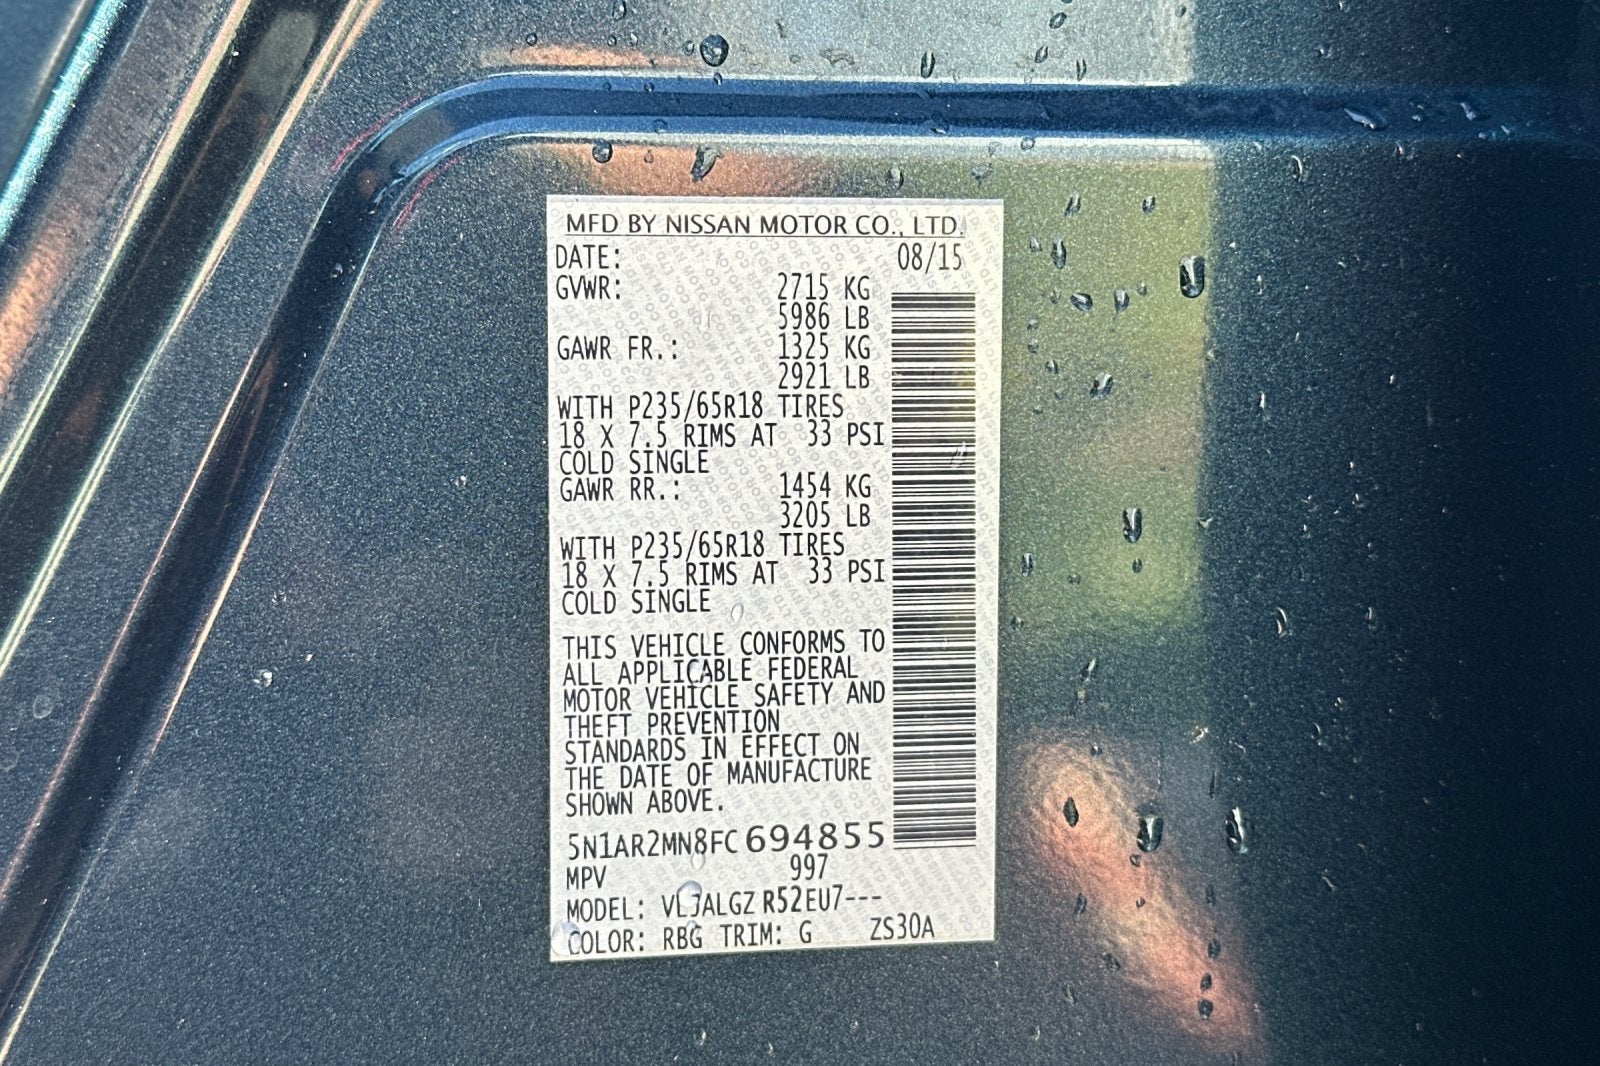 MFD BY NISSAN MOTOR CO., LTD.
DATE: 08/15
GVWR: 2715 KG
5986 LB
GAWR FR.: 1325 KG
2921 LB
WITH P235/65R18 TIRES
18 X 7.5 RIMS AT 33 PSI
COLD SINGLE
GAWR RR.: 1454 KG
3205 LB
WITH P235/65R18 TIRES
18 X 7.5 RIMS AT 33 PSI
COLD SINGLE
THIS VEHICLE CONFORMS TO
ALL APPLICABLE FEDERAL
MOTOR VEHICLE SAFETY AND
THEFT PREVENTION
STANDARDS IN EFFECT ON
THE DATE OF MANUFACTURE
SHOWN ABOVE.
5N1AR2MN8FC694855
MPV 997
MODEL: R52EU7---
COLOR: RBG TRIM: G ZS30A